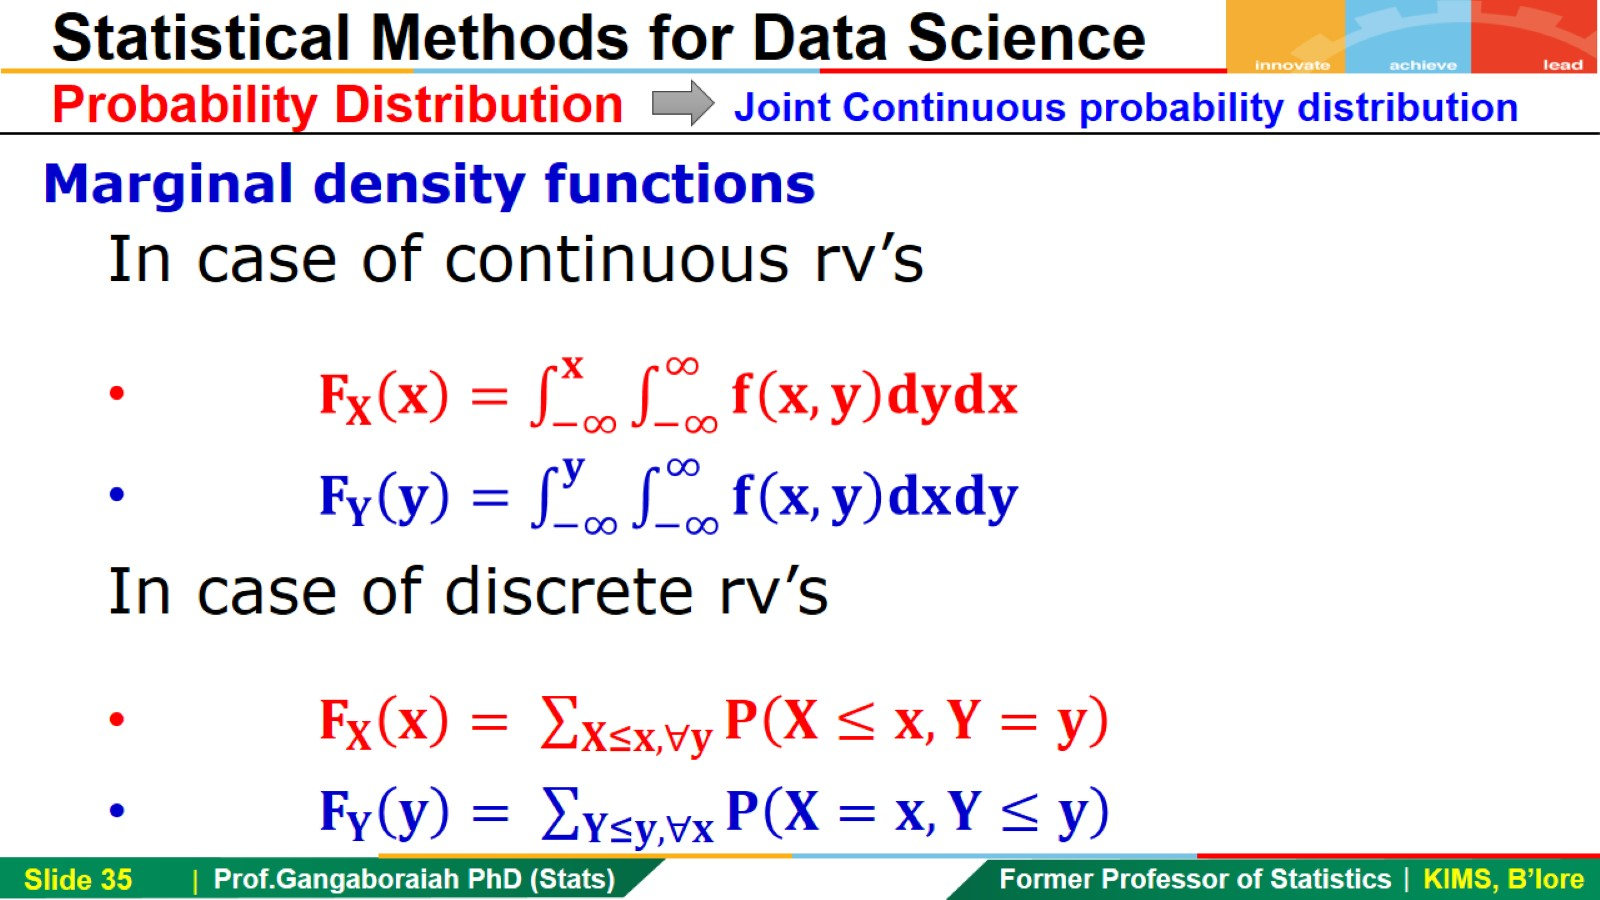 Statistical Methods for Data Science
innovate achieve lead
Probability Distribution Joint Continuous probability distribution
Marginal density functions
In case of continuous rv’s
• F_X(x) = ∫_{−∞}^{x} ∫_{−∞}^{∞} f(x, y)dydx
• F_Y(y) = ∫_{−∞}^{y} ∫_{−∞}^{∞} f(x, y)dxdy
In case of discrete rv’s
• F_X(x) = ∑_{X≤x,∀y} P(X ≤ x, Y = y)
• F_Y(y) = ∑_{Y≤y,∀x} P(X = x, Y ≤ y)
Slide 35 | Prof.Gangaboraiah PhD (Stats) Former Professor of Statistics | KIMS, B’lore